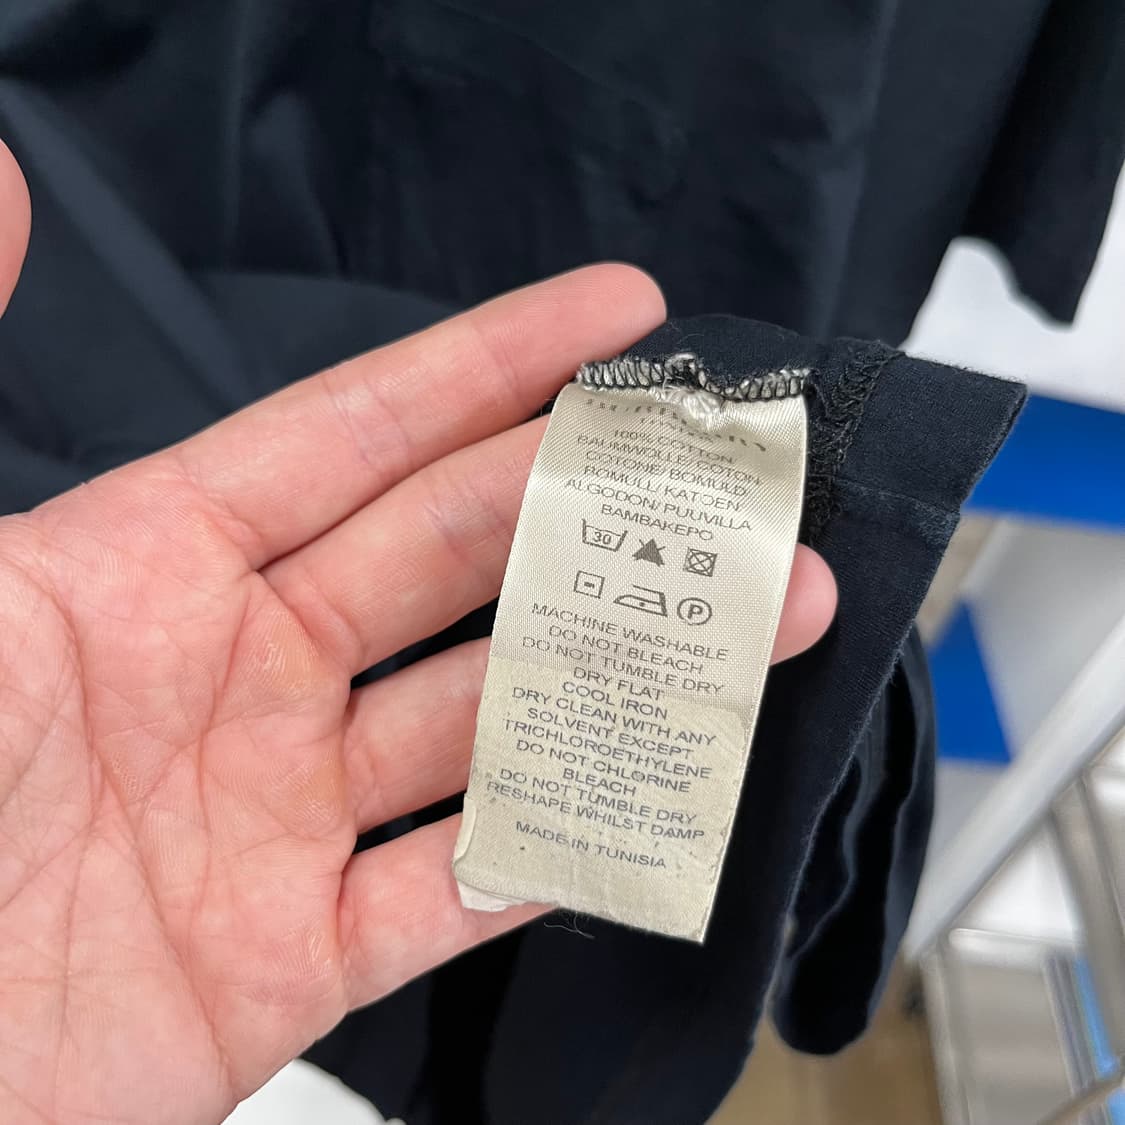 100% COTTON
BAUMWOLLE/COTON
COTONE/BOMULD
BOMULL/KATOEN
ALGODON/PUUVILLA
BAMBAKEPO
30
P
MACHINE WASHABLE
DO NOT BLEACH
DO NOT TUMBLE DRY
DRY FLAT
COOL IRON
DRY CLEAN WITH ANY
SOLVENT EXCEPT
TRICHLOROETHYLENE
DO NOT CHLORINE
BLEACH
DO NOT TUMBLE DRY
RESHAPE WHILST DAMP
MADE IN TUNISIA